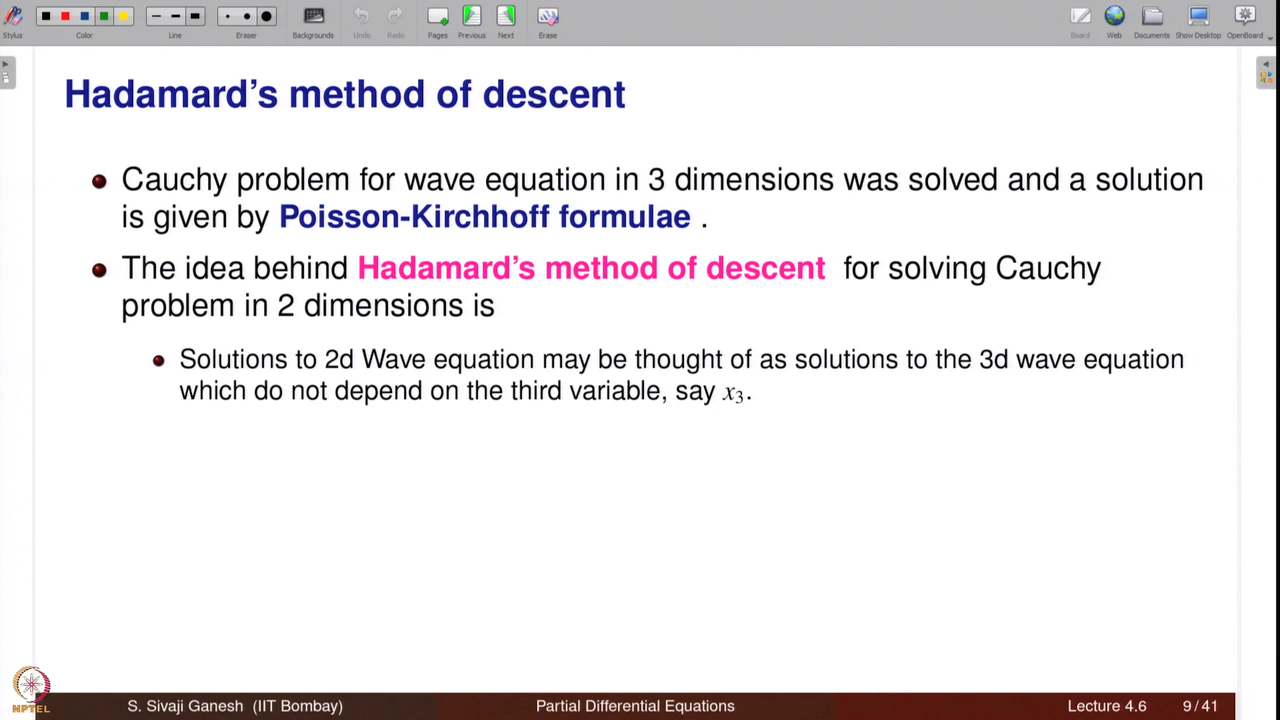 Stylus Color Line Eraser Backgrounds Undo Redo Pages Previous Next Erase Board Web Documents Show Desktop OpenBoard
Hadamard's method of descent
Cauchy problem for wave equation in 3 dimensions was solved and a solution
is given by Poisson-Kirchhoff formulae .
The idea behind Hadamard's method of descent for solving Cauchy
problem in 2 dimensions is
Solutions to 2d Wave equation may be thought of as solutions to the 3d wave equation
which do not depend on the third variable, say x₃.
NPTEL
S. Sivaji Ganesh (IIT Bombay) Partial Differential Equations Lecture 4.6 9 / 41